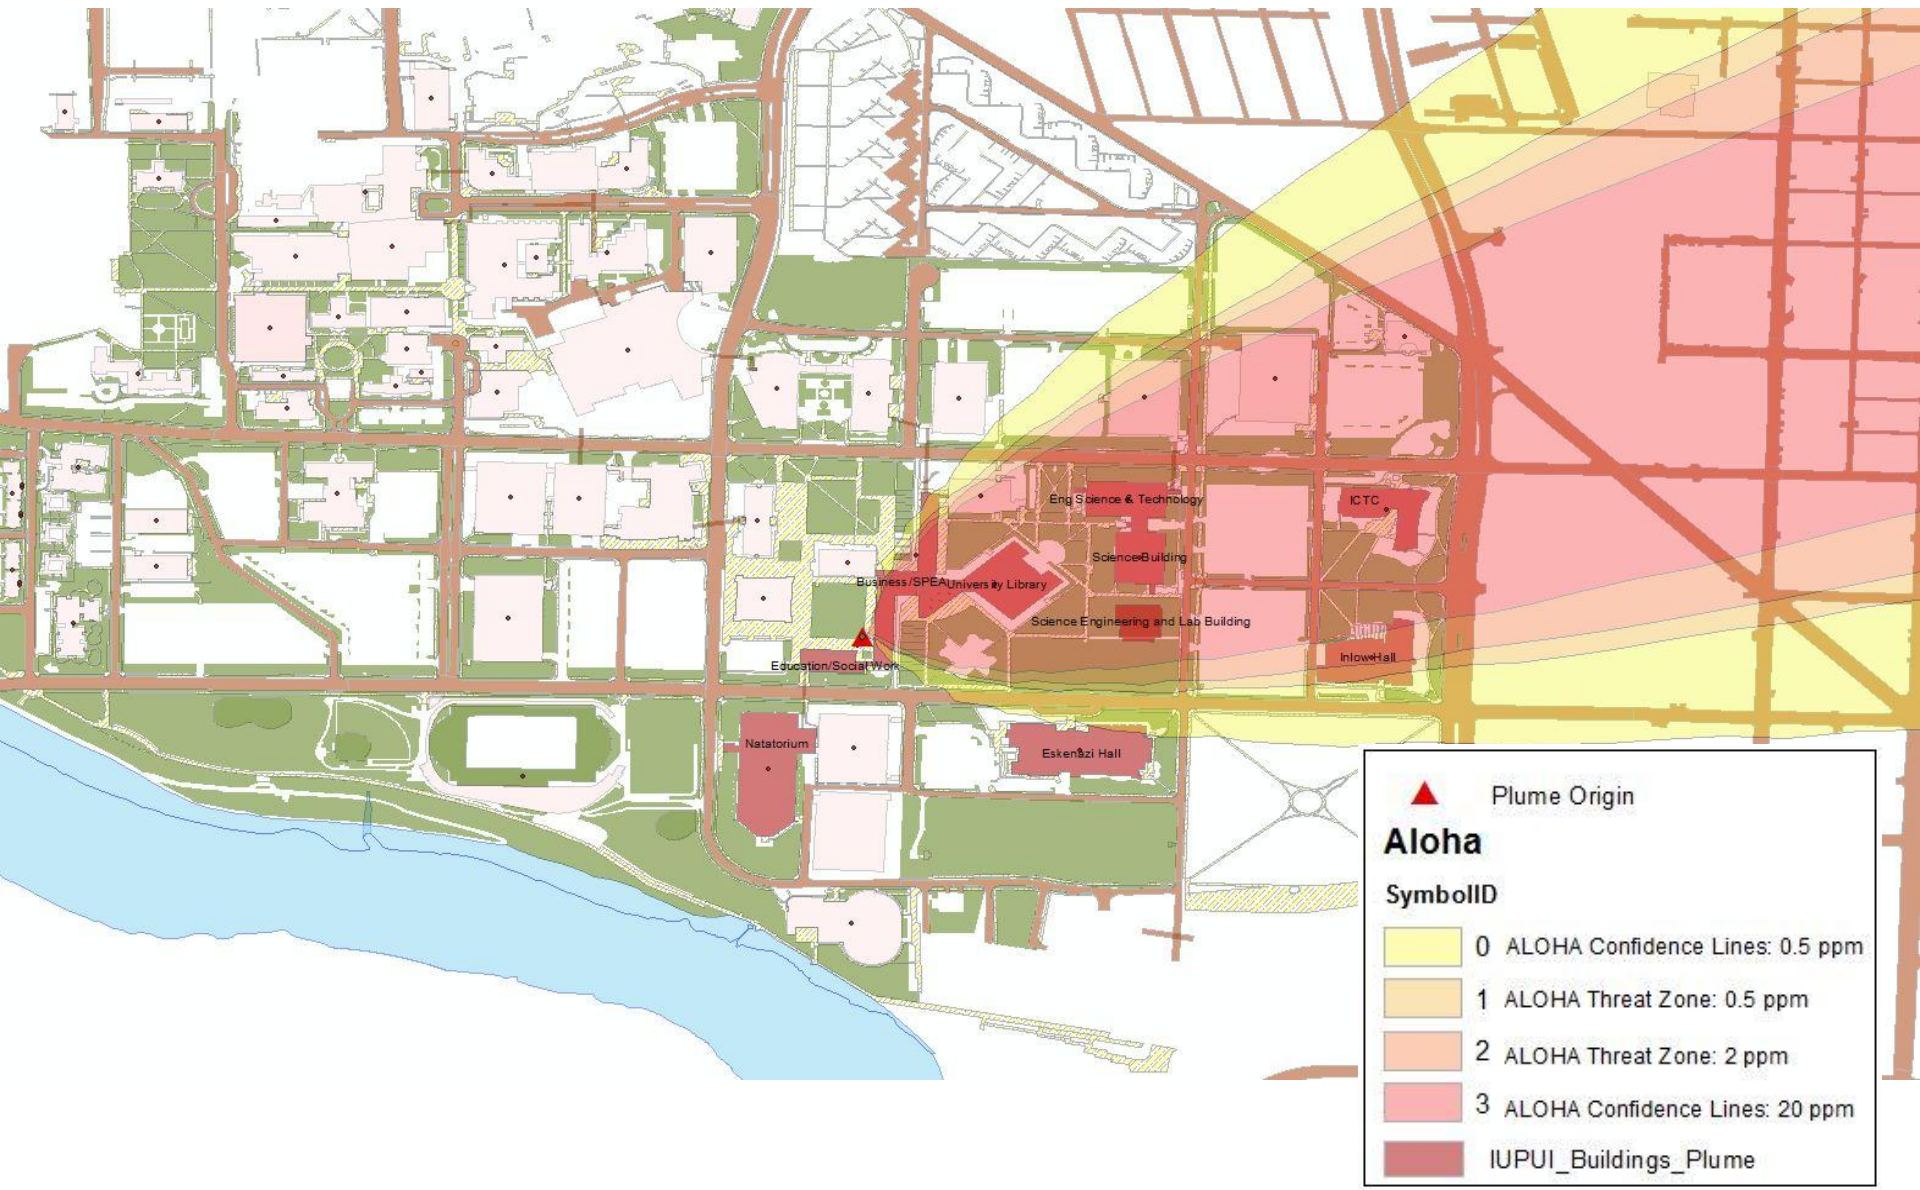 Eng Science & Technology
ICTC
Science Building
Business/SPEA
University Library
Science Engineering and Lab Building
Inlow Hall
Education/Social Work
Natatorium
Eskenazi Hall
Plume Origin
Aloha
SymbolID
0 ALOHA Confidence Lines: 0.5 ppm
1 ALOHA Threat Zone: 0.5 ppm
2 ALOHA Threat Zone: 2 ppm
3 ALOHA Confidence Lines: 20 ppm
IUPUI_Buildings_Plume